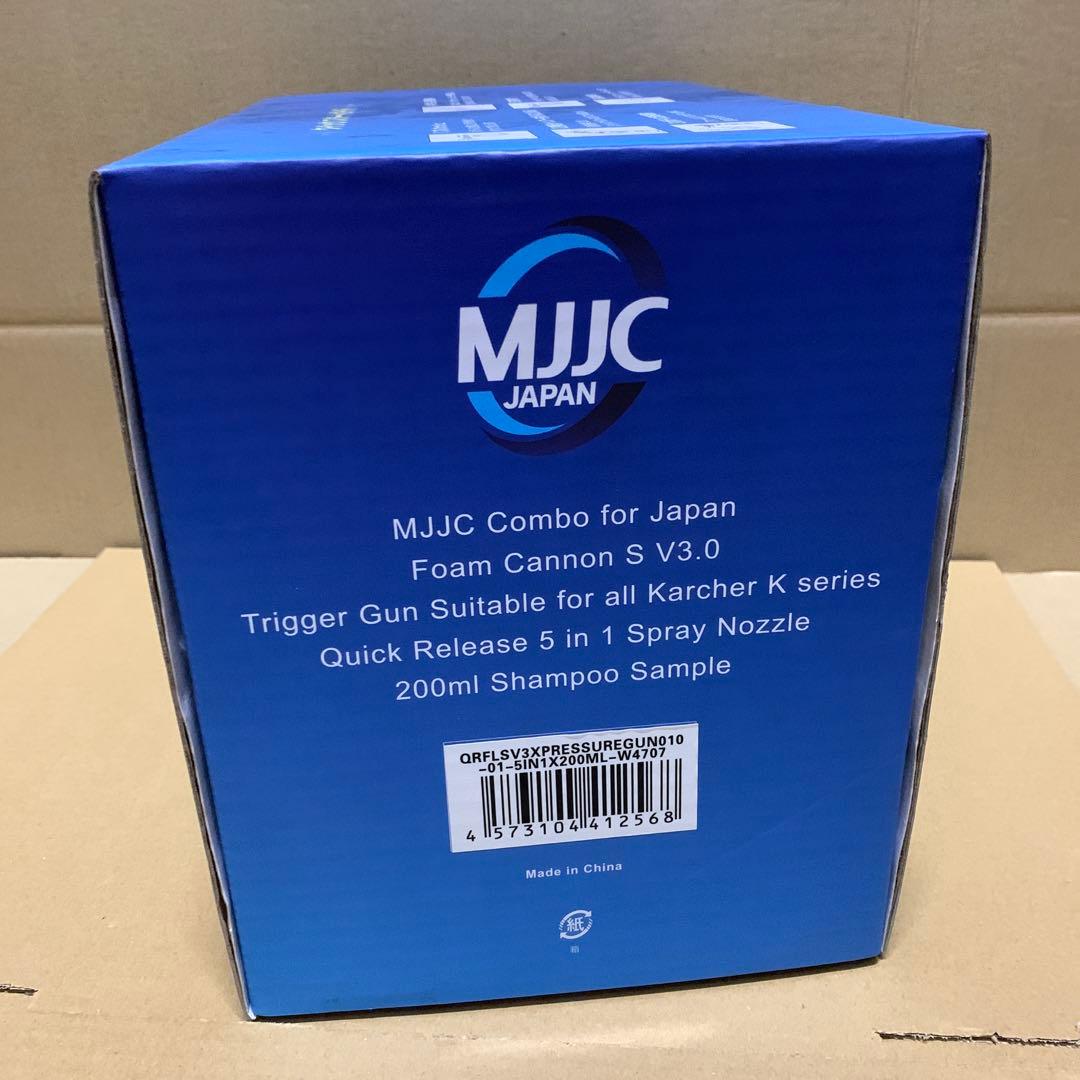 MJJC
JAPAN
MJJC Combo for Japan
Foam Cannon S V3.0
Trigger Gun Suitable for all Karcher K series
Quick Release 5 in 1 Spray Nozzle
200ml Shampoo Sample
QRFLSV3XPRESSUREGUN010
-01-5IN1X200ML-W4707
4 573104 412568
Made in China
紙